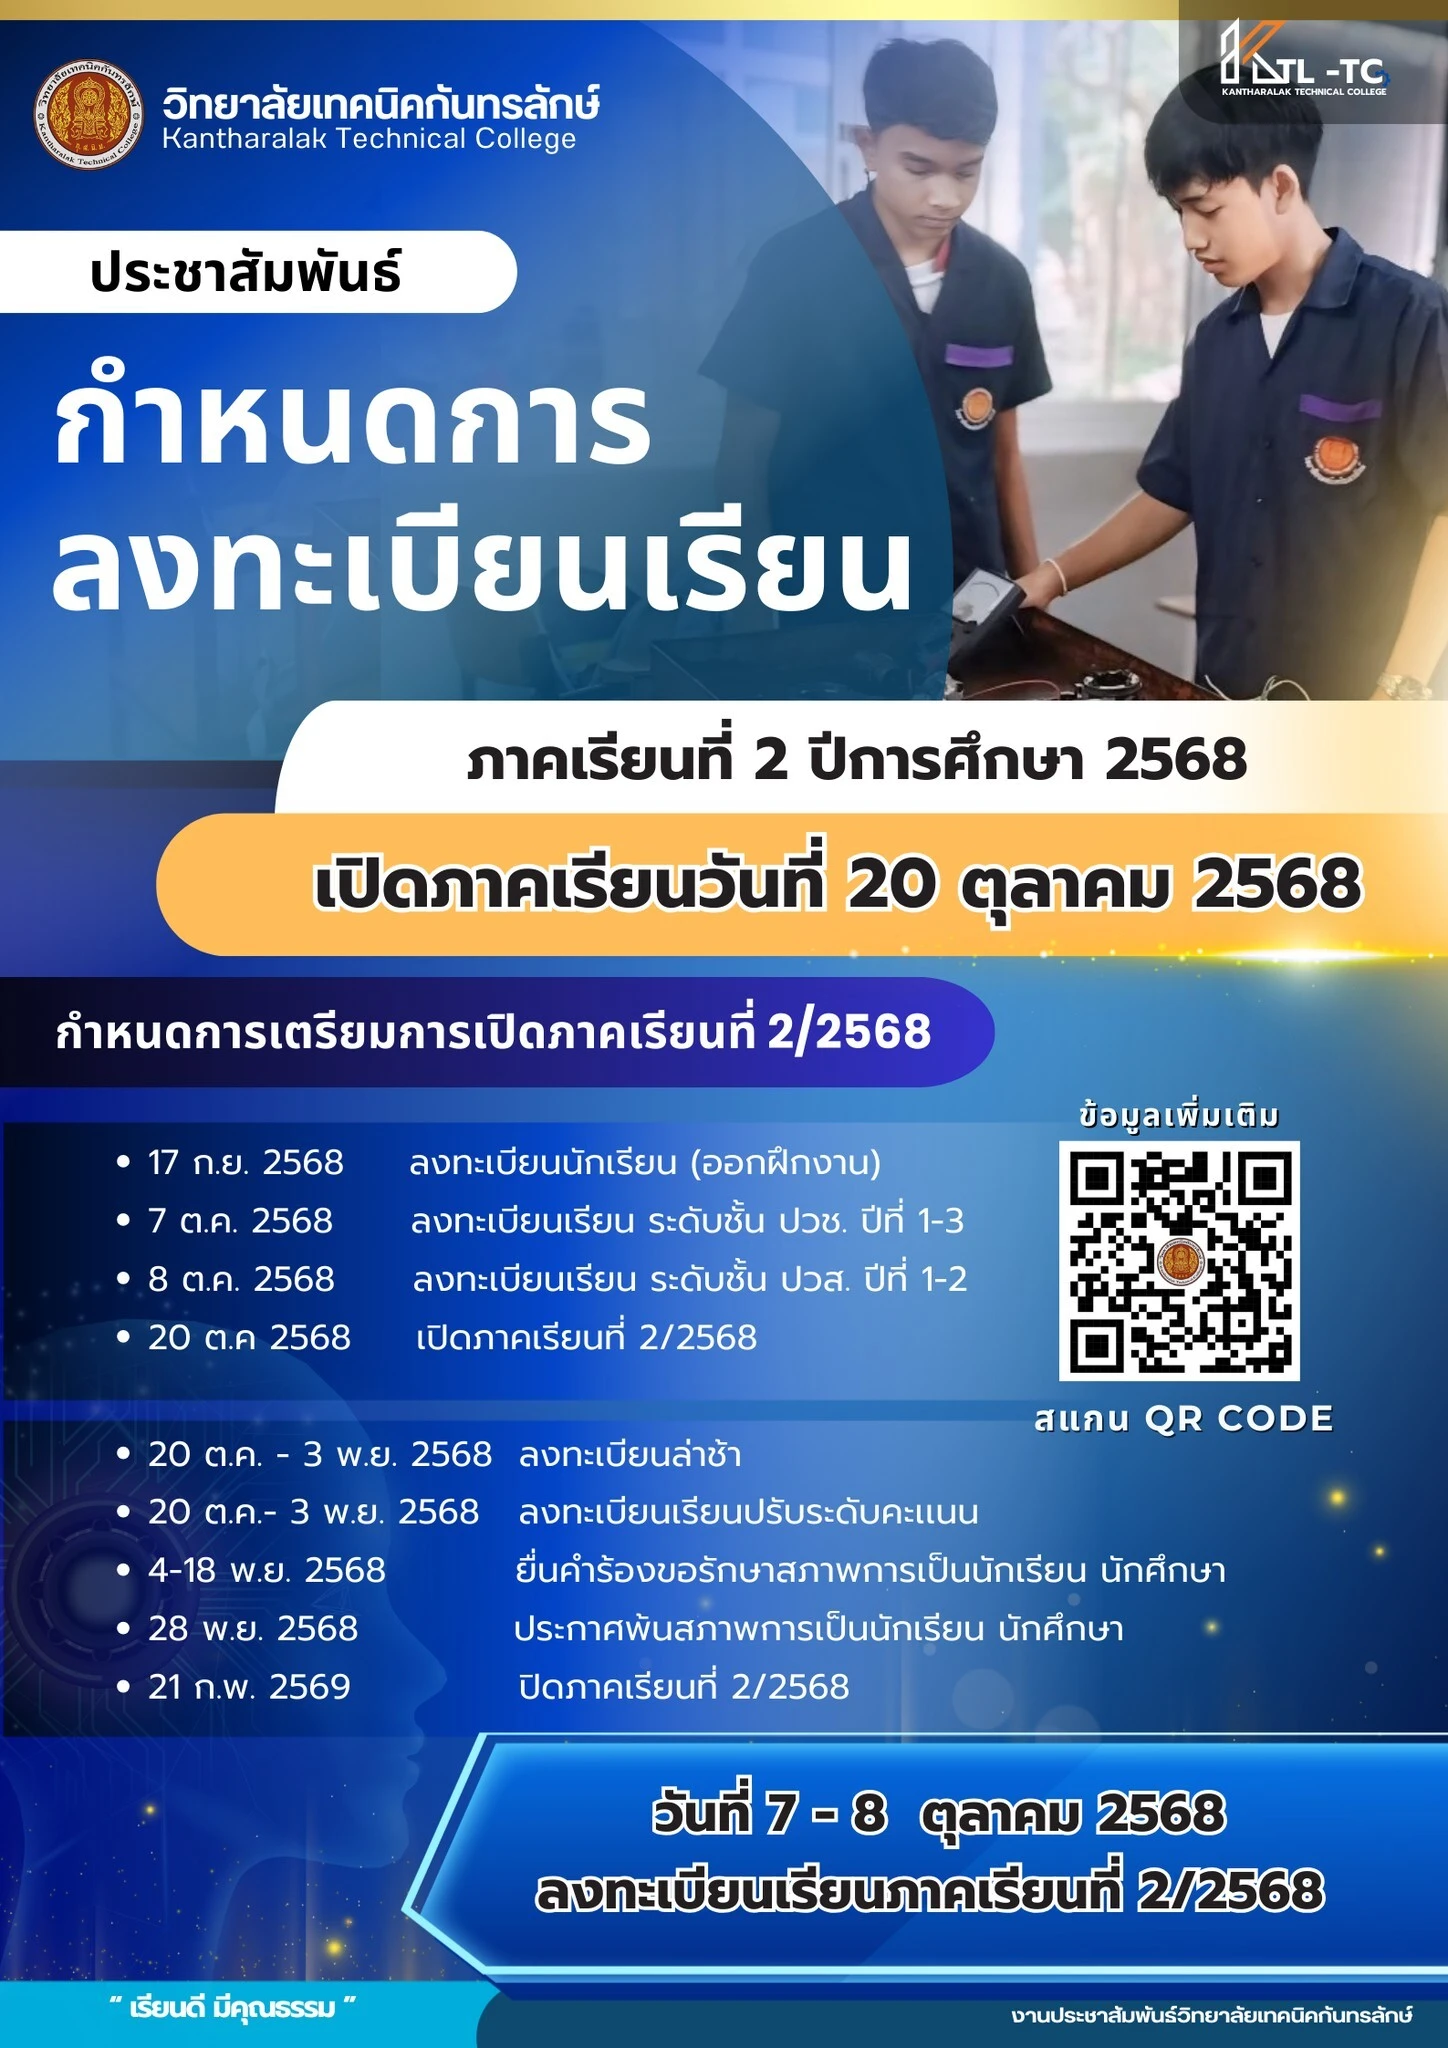 วิทยาลัยเทคนิคกันทรลักษ์
Kantharalak Technical College
KTL -TC
KANTHARALAK TECHNICAL COLLEGE
ประชาสัมพันธ์
กำหนดการ
ลงทะเบียนเรียน
ภาคเรียนที่ 2 ปีการศึกษา 2568
เปิดภาคเรียนวันที่ 20 ตุลาคม 2568
กำหนดการเตรียมการเปิดภาคเรียนที่ 2/2568
ข้อมูลเพิ่มเติม
• 17 ก.ย. 2568 ลงทะเบียนนักเรียน (ออกฝึกงาน)
• 7 ต.ค. 2568 ลงทะเบียนเรียน ระดับชั้น ปวช. ปีที่ 1-3
• 8 ต.ค. 2568 ลงทะเบียนเรียน ระดับชั้น ปวส. ปีที่ 1-2
• 20 ต.ค 2568 เปิดภาคเรียนที่ 2/2568
สแกน QR CODE
• 20 ต.ค. - 3 พ.ย. 2568 ลงทะเบียนล่าช้า
• 20 ต.ค.- 3 พ.ย. 2568 ลงทะเบียนเรียนปรับระดับคะแนน
• 4-18 พ.ย. 2568 ยื่นคำร้องขอรักษาสภาพการเป็นนักเรียน นักศึกษา
• 28 พ.ย. 2568 ประกาศพ้นสภาพการเป็นนักเรียน นักศึกษา
• 21 ก.พ. 2569 ปิดภาคเรียนที่ 2/2568
วันที่ 7 - 8 ตุลาคม 2568
ลงทะเบียนเรียนภาคเรียนที่ 2/2568
" เรียนดี มีคุณธรรม "
งานประชาสัมพันธ์วิทยาลัยเทคนิคกันทรลักษ์